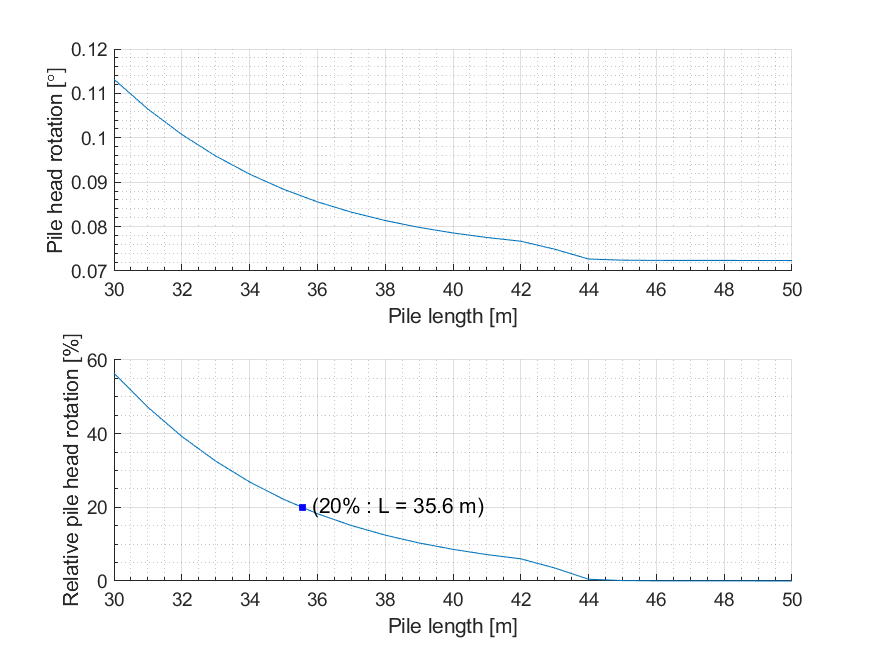 Pile head rotation [°]
0.12
0.11
0.1
0.09
0.08
0.07
30 32 34 36 38 40 42 44 46 48 50
Pile length [m]
Relative pile head rotation [%]
60
40
20
0
(20% : L = 35.6 m)
30 32 34 36 38 40 42 44 46 48 50
Pile length [m]